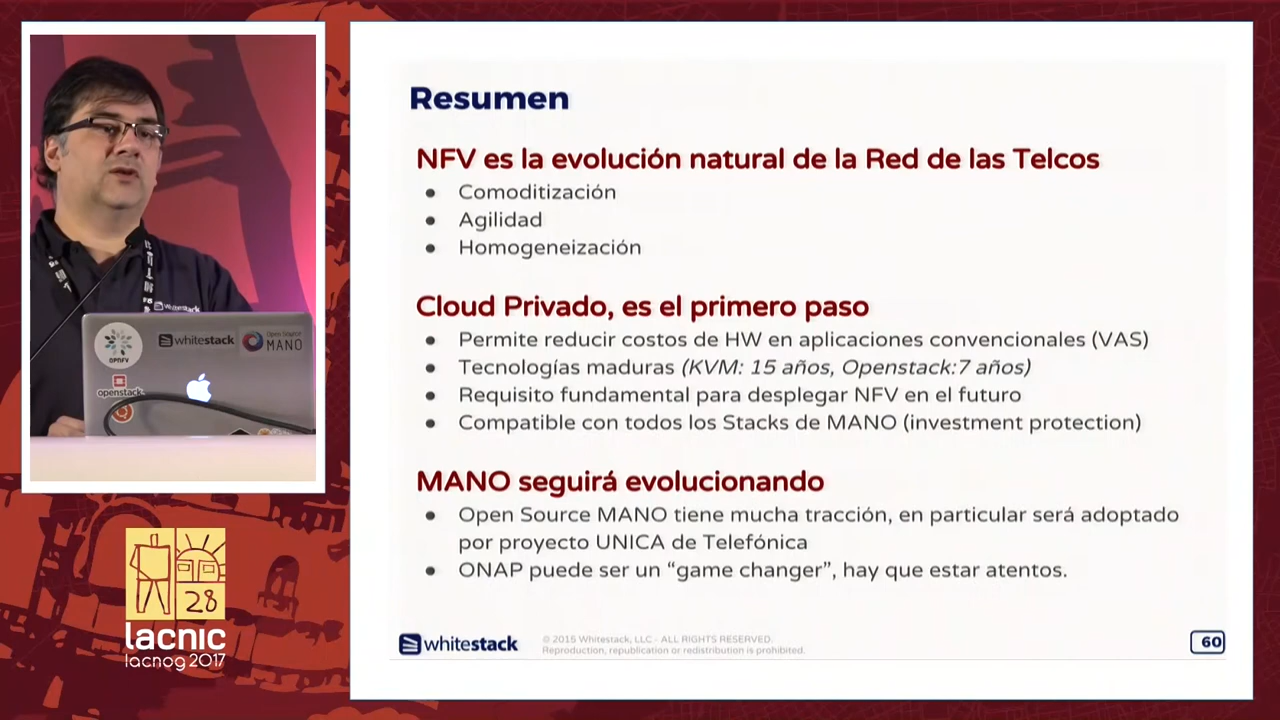 Resumen
NFV es la evolución natural de la Red de las Telcos
● Comoditización
● Agilidad
● Homogeneización
Cloud Privado, es el primero paso
● Permite reducir costos de HW en aplicaciones convencionales (VAS)
● Tecnologías maduras (KVM: 15 años, Openstack:7 años)
● Requisito fundamental para desplegar NFV en el futuro
● Compatible con todos los Stacks de MANO (investment protection)
MANO seguirá evolucionando
● Open Source MANO tiene mucha tracción, en particular será adoptado
por proyecto UNICA de Telefónica
● ONAP puede ser un “game changer”, hay que estar atentos.
whitestack
© 2015 Whitestack, LLC - ALL RIGHTS RESERVED.
Reproduction, republication or redistribution is prohibited.
60
Whitestack
OPNFV
whitestack
Open Source
MANO
openstack
28
lacnic
lacnog 2017